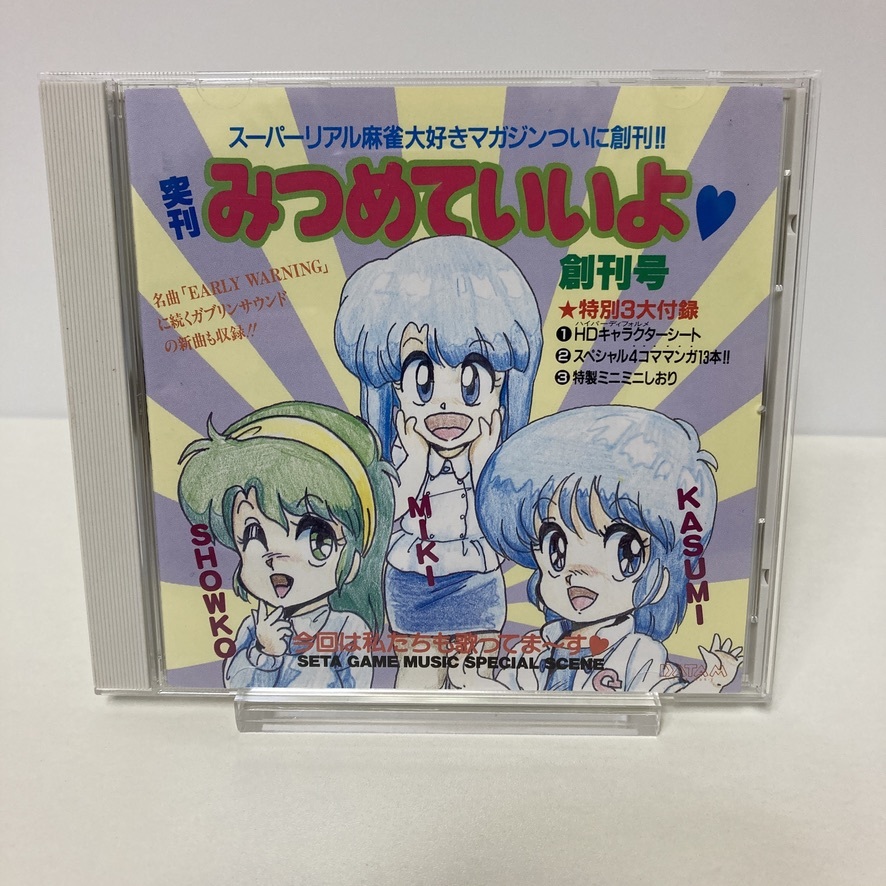 スーパーリアル麻雀大好きマガジンついに創刊!!
突刊
みつめていいよ♥
創刊号
名曲「EARLY WARNING」
に続くガブリンサウンド
の新曲も収録!!
★特別3大付録
ハイパーディフォルメ
❶HDキャラクターシート
❷スペシャル4コママンガ13本!!
❸特製ミニミニしおり
SHOWKO
MIKI
KASUMI
今回は私たちも歌ってま〜す♥
SETA GAME MUSIC SPECIAL SCENE
DATAM